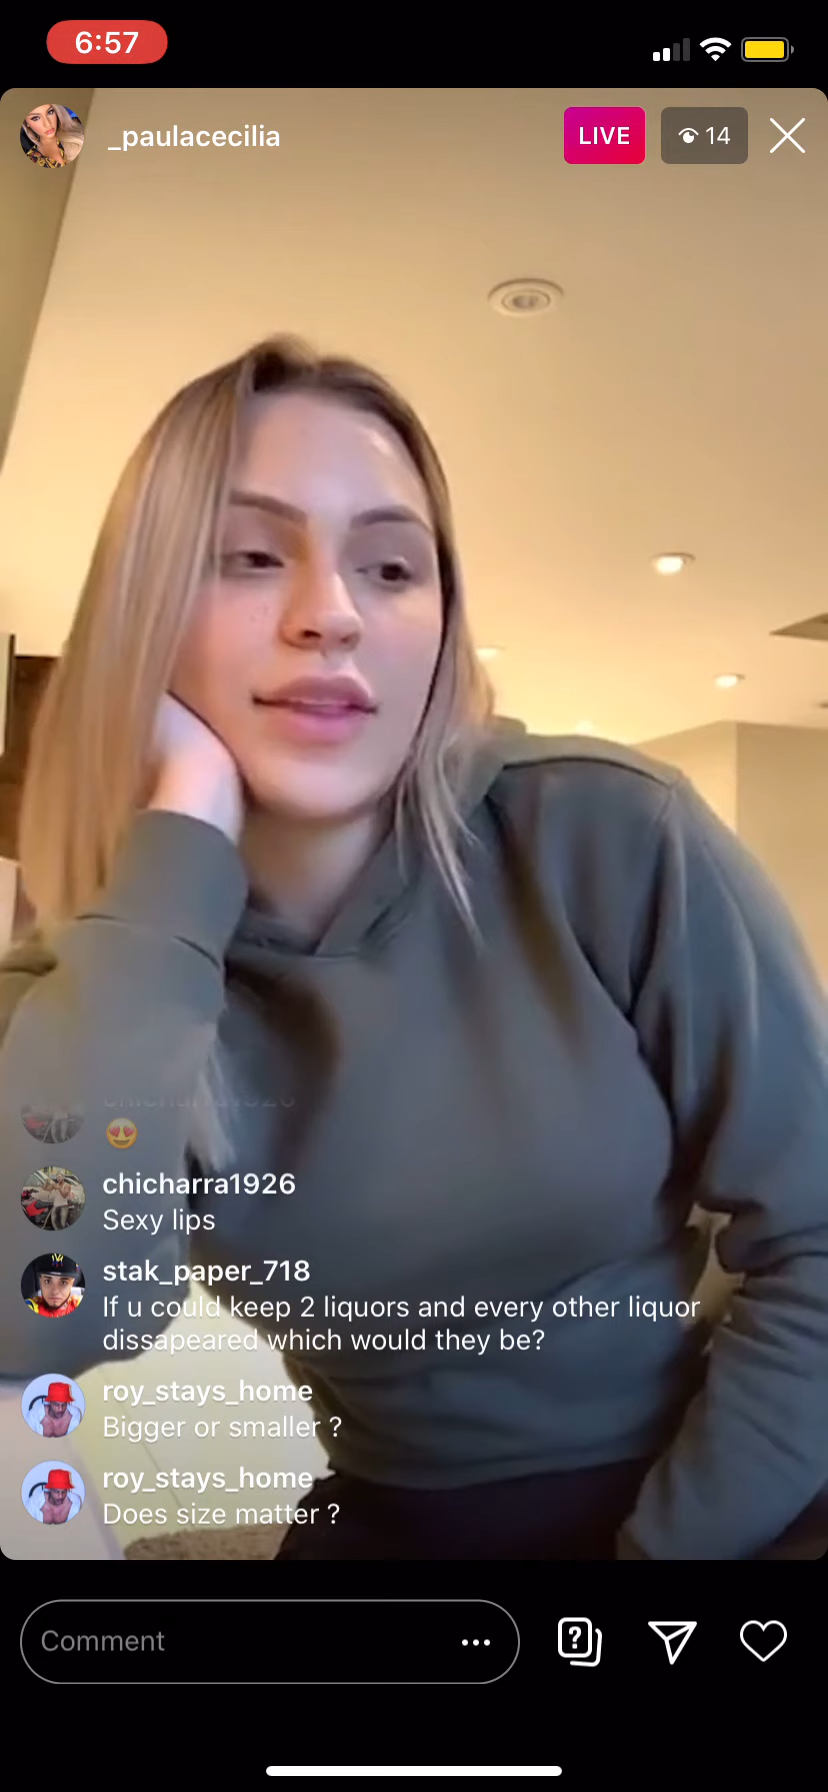 6:57
_paulacecilia
LIVE
14
chicharra1926
😍
chicharra1926
Sexy lips
stak_paper_718
If u could keep 2 liquors and every other liquor
dissapeared which would they be?
roy_stays_home
Bigger or smaller ?
roy_stays_home
Does size matter ?
Comment